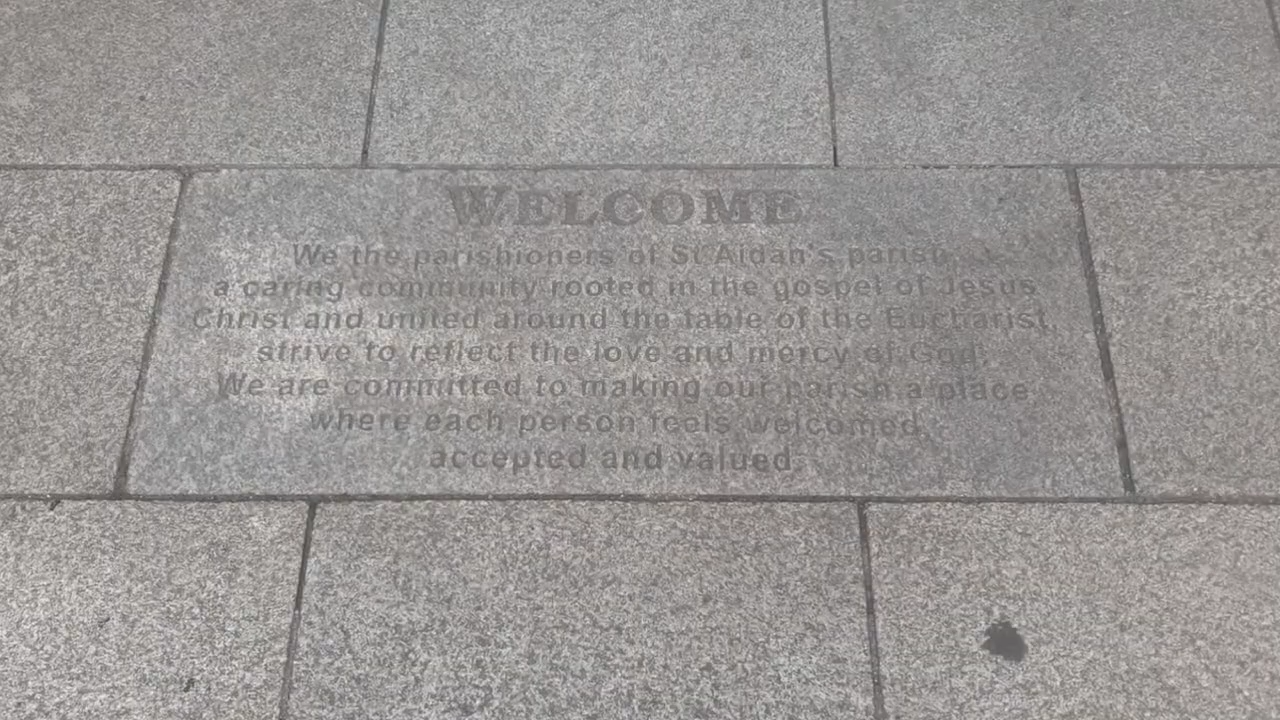 WELCOME
We the parishioners of St Aidan's parish,
a caring community rooted in the gospel of Jesus
Christ and united around the table of the Eucharist,
strive to reflect the love and mercy of God.
We are committed to making our parish a place
where each person feels welcomed,
accepted and valued.